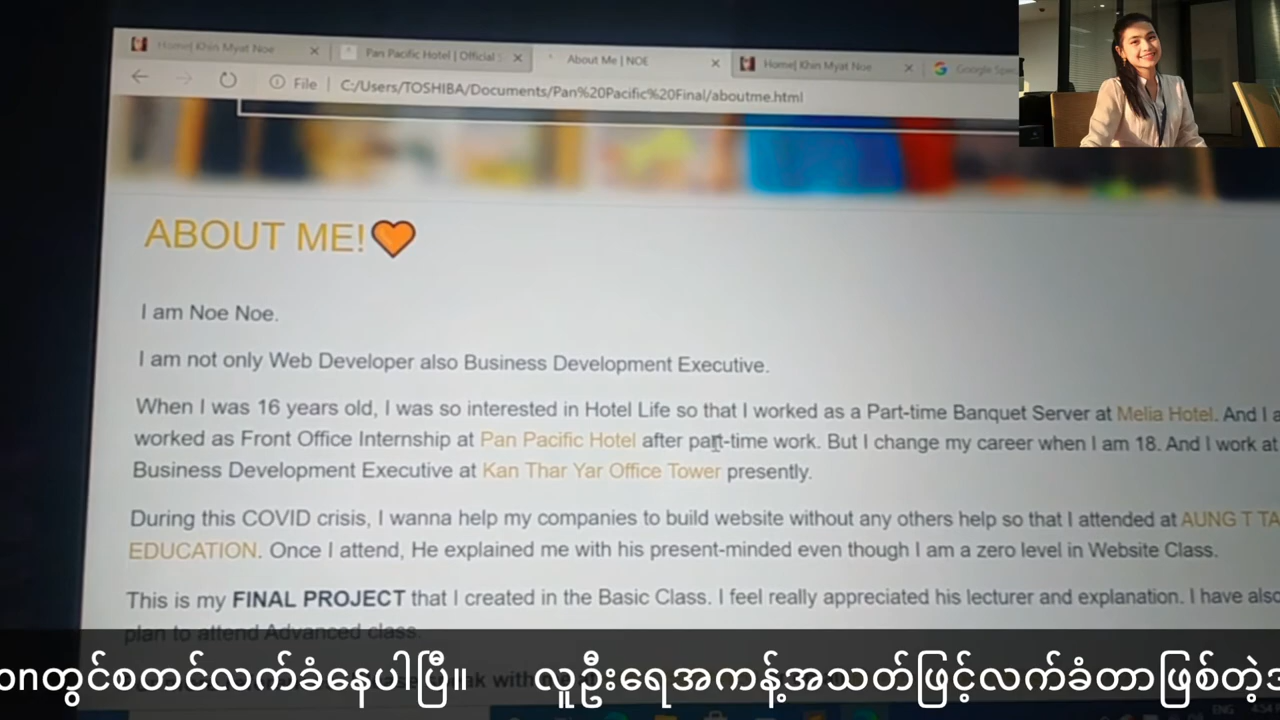 Home| Khin Myat Noe
Pan Pacific Hotel | Official
About Me | NOE
Home| Khin Myat Noe
Google
File
C:/Users/TOSHIBA/Documents/Pan%20Pacific%20Final/aboutme.html
ABOUT ME!🧡
I am Noe Noe.
I am not only Web Developer also Business Development Executive.
When I was 16 years old, I was so interested in Hotel Life so that I worked as a Part-time Banquet Server at Melia Hotel. And I a
worked as Front Office Internship at Pan Pacific Hotel after part-time work. But I change my career when I am 18. And I work at
Business Development Executive at Kan Thar Yar Office Tower presently.
During this COVID crisis, I wanna help my companies to build website without any others help so that I attended at AUNG T TA
EDUCATION. Once I attend, He explained me with his present-minded even though I am a zero level in Website Class.
This is my FINAL PROJECT that I created in the Basic Class. I feel really appreciated his lecturer and explanation. I have also
plan to attend Advanced class.
onတွင်စတင်လက်ခံနေပါပြီ။ လူဦးရေအကန့်အသတ်ဖြင့်လက်ခံတာဖြစ်တဲ့အ